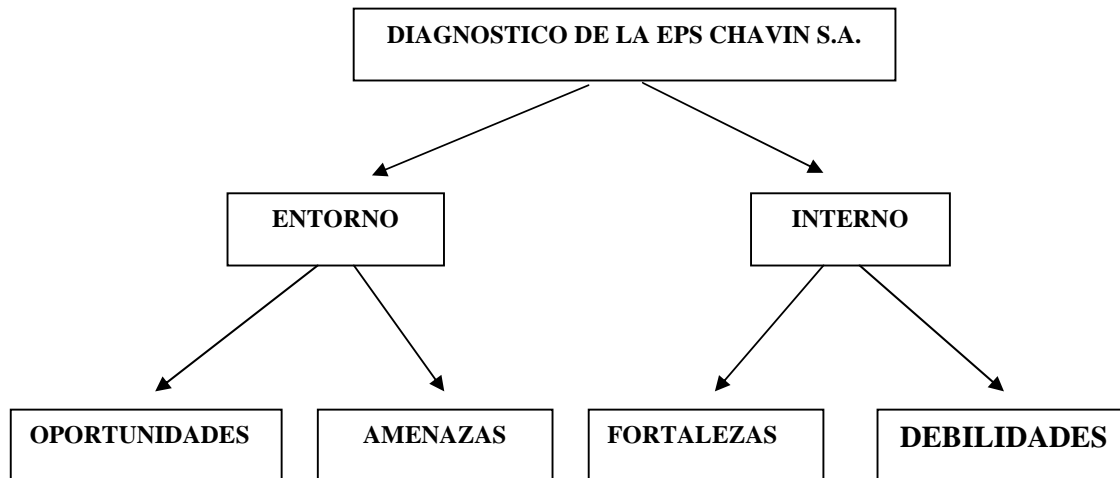 DIAGNOSTICO DE LA EPS CHAVIN S.A.
ENTORNO
INTERNO
OPORTUNIDADES
AMENAZAS
FORTALEZAS
DEBILIDADES